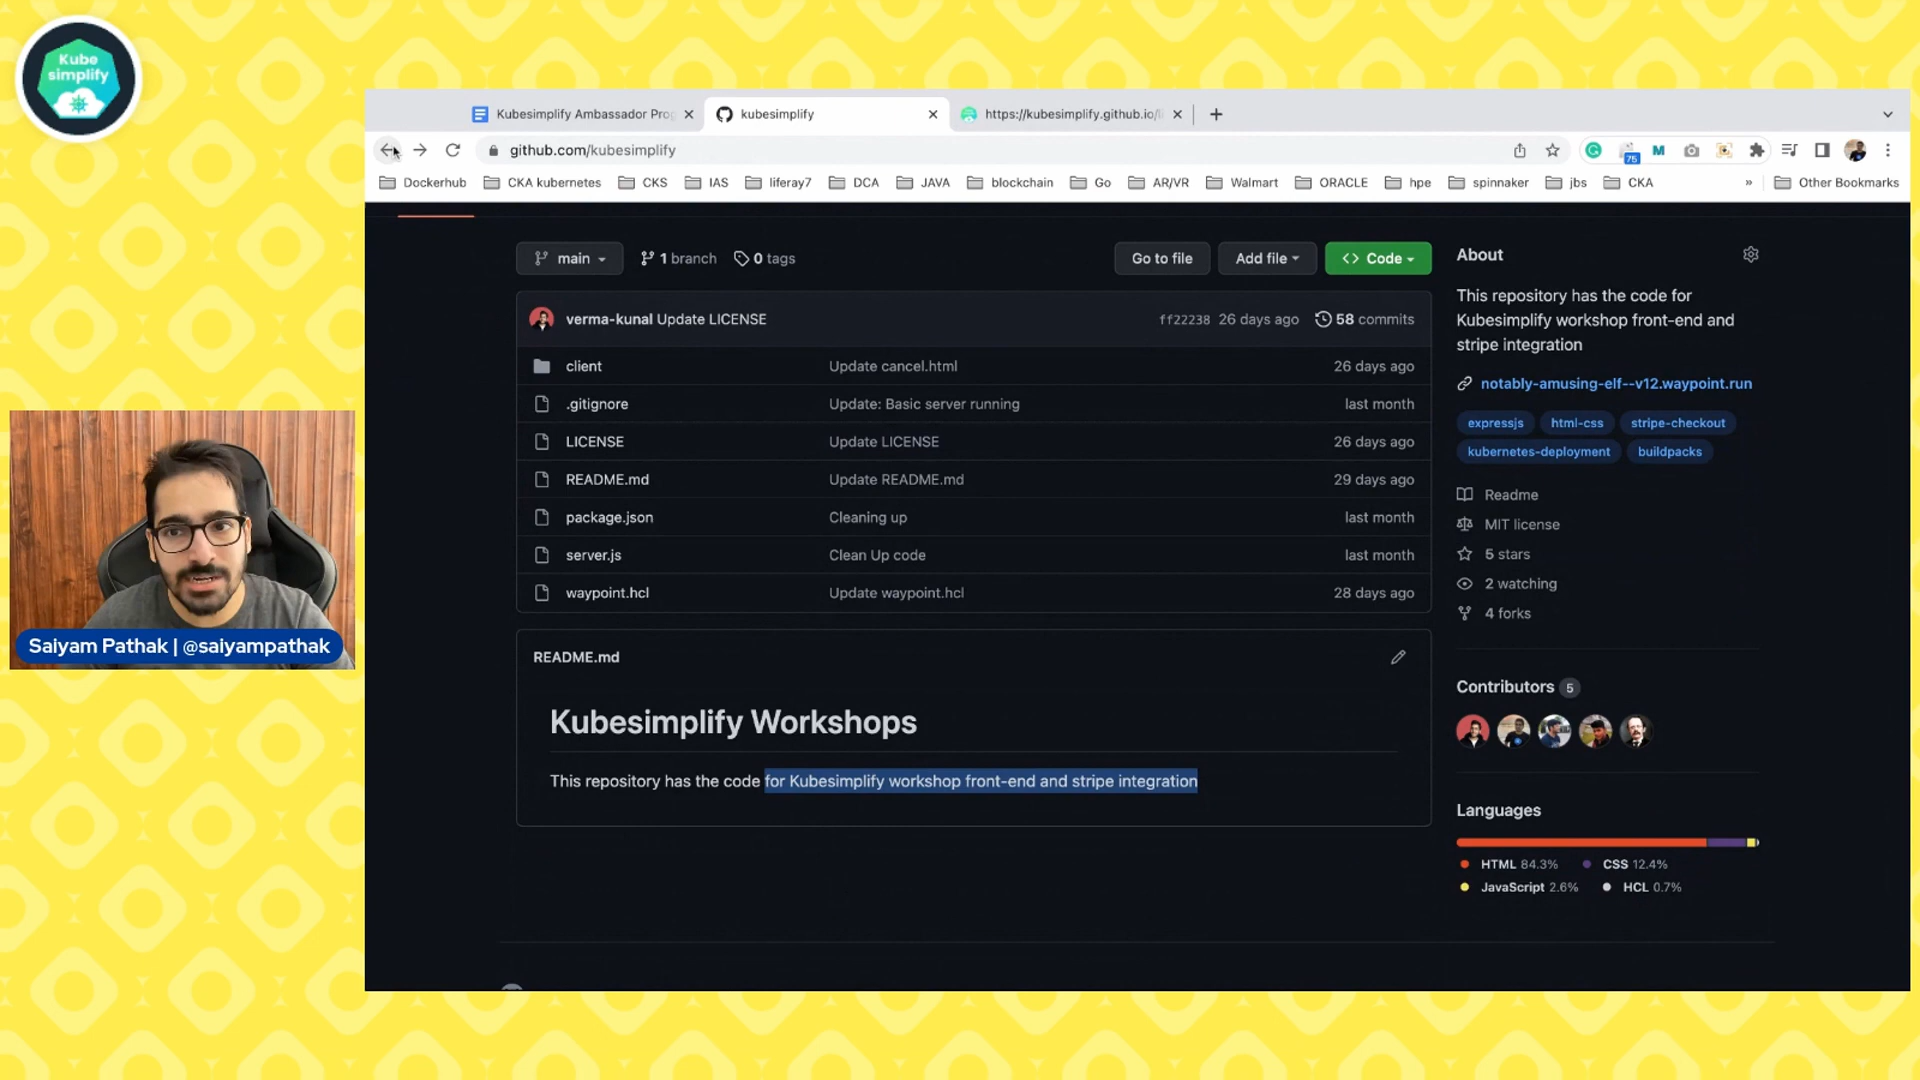 Kube
simplify
Kubesimplify Ambassador Pro
kubesimplify
https://kubesimplify.github.io/
github.com/kubesimplify
75
M
Dockerhub
CKA kubernetes
CKS
IAS
liferay7
DCA
JAVA
blockchain
Go
AR/VR
Walmart
ORACLE
hpe
spinnaker
jbs
CKA
»
Other Bookmarks
main
1 branch
0 tags
Go to file
Add file
<> Code
verma-kunal Update LICENSE
ff22238 26 days ago
58 commits
client Update cancel.html 26 days ago
.gitignore Update: Basic server running last month
LICENSE Update LICENSE 26 days ago
README.md Update README.md 29 days ago
package.json Cleaning up last month
server.js Clean Up code last month
waypoint.hcl Update waypoint.hcl 28 days ago
README.md
Kubesimplify Workshops
This repository has the code for Kubesimplify workshop front-end and stripe integration
About
This repository has the code for
Kubesimplify workshop front-end and
stripe integration
notably-amusing-elf--v12.waypoint.run
expressjs html-css stripe-checkout
kubernetes-deployment buildpacks
Readme
MIT license
5 stars
2 watching
4 forks
Contributors 5
Languages
HTML 84.3% CSS 12.4%
JavaScript 2.6% HCL 0.7%
Saiyam Pathak | @saiyampathak